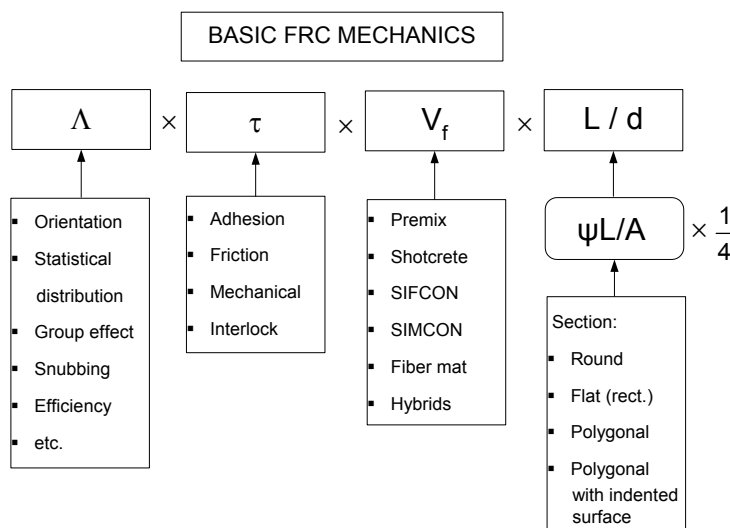 BASIC FRC MECHANICS
Λ × τ × V_f × L / d
▪ Orientation
▪ Statistical
distribution
▪ Group effect
▪ Snubbing
▪ Efficiency
▪ etc.
▪ Adhesion
▪ Friction
▪ Mechanical
▪ Interlock
▪ Premix
▪ Shotcrete
▪ SIFCON
▪ SIMCON
▪ Fiber mat
▪ Hybrids
ψL/A × 1/4
Section:
▪ Round
▪ Flat (rect.)
▪ Polygonal
▪ Polygonal
with indented
surface